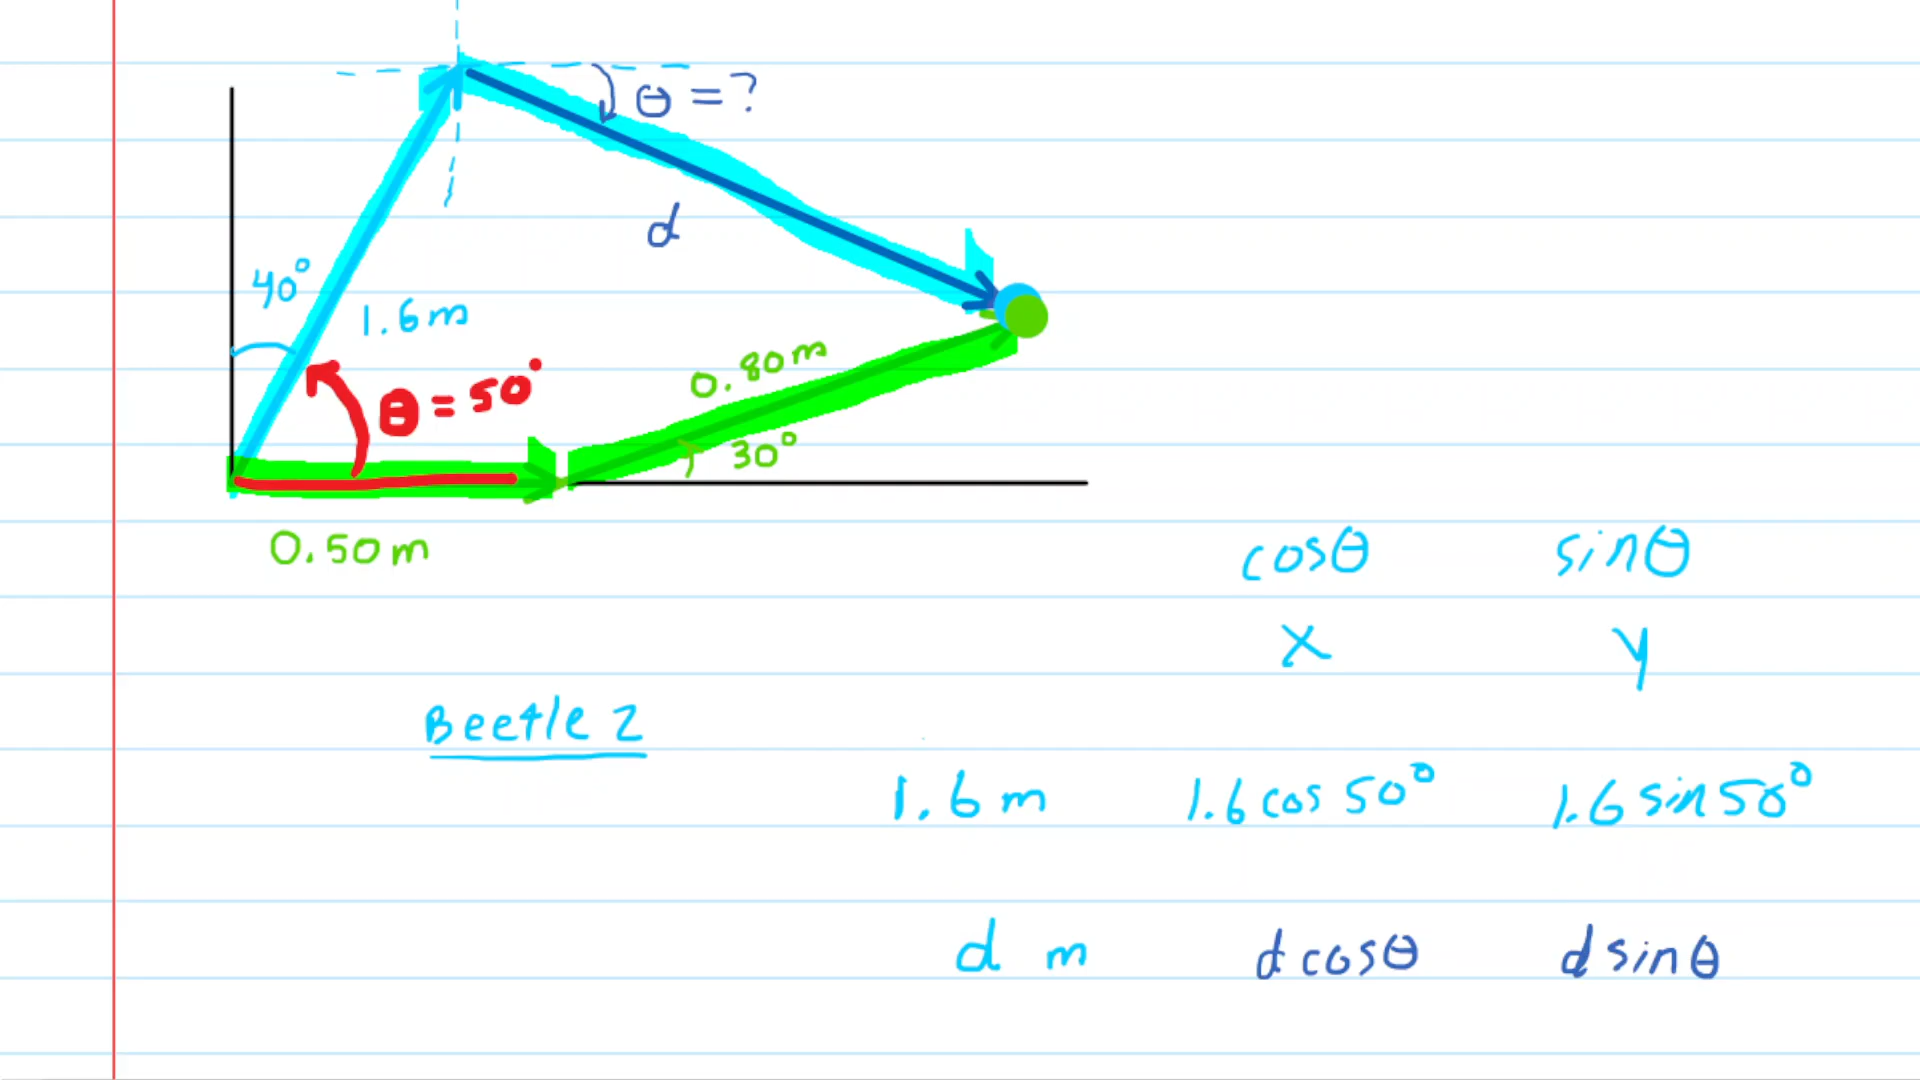 θ = ?
d
40°
1.6m
θ = 50°
0.80m
30°
0.50m
cosθ sinθ
x y
Beetle 2
1.6 m 1.6 cos 50° 1.6 sin 50°
d m d cosθ d sinθ